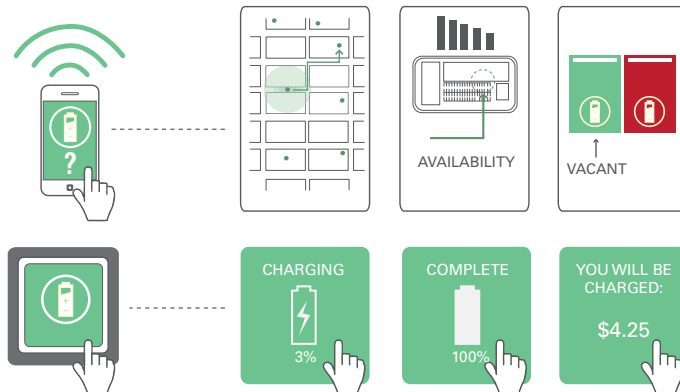 ?
AVAILABILITY
VACANT
CHARGING
3%
COMPLETE
100%
YOU WILL BE
CHARGED:
$4.25